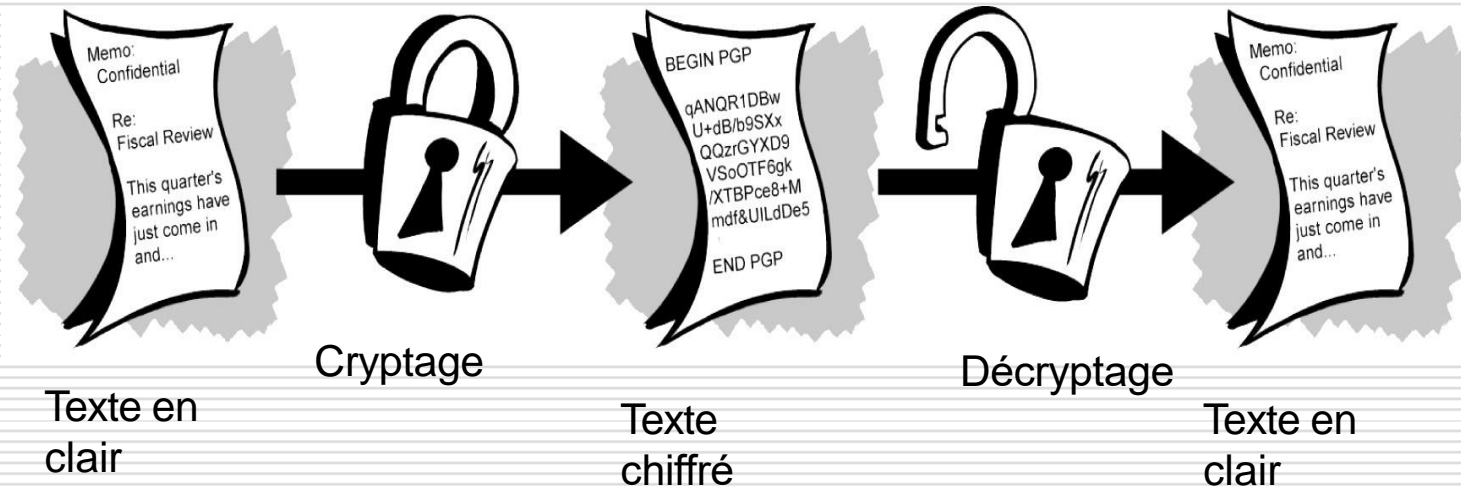 Memo:
Confidential
Re:
Fiscal Review
This quarter's
earnings have
just come in
and...
BEGIN PGP
qANQR1DBw
U+dB/b9SXx
QQzrGYXD9
VSoOTF6gk
/XTBPce8+M
mdf&UILdDe5
END PGP
Memo:
Confidential
Re:
Fiscal Review
This quarter's
earnings have
just come in
and...
Cryptage
Décryptage
Texte en
clair
Texte
chiffré
Texte en
clair